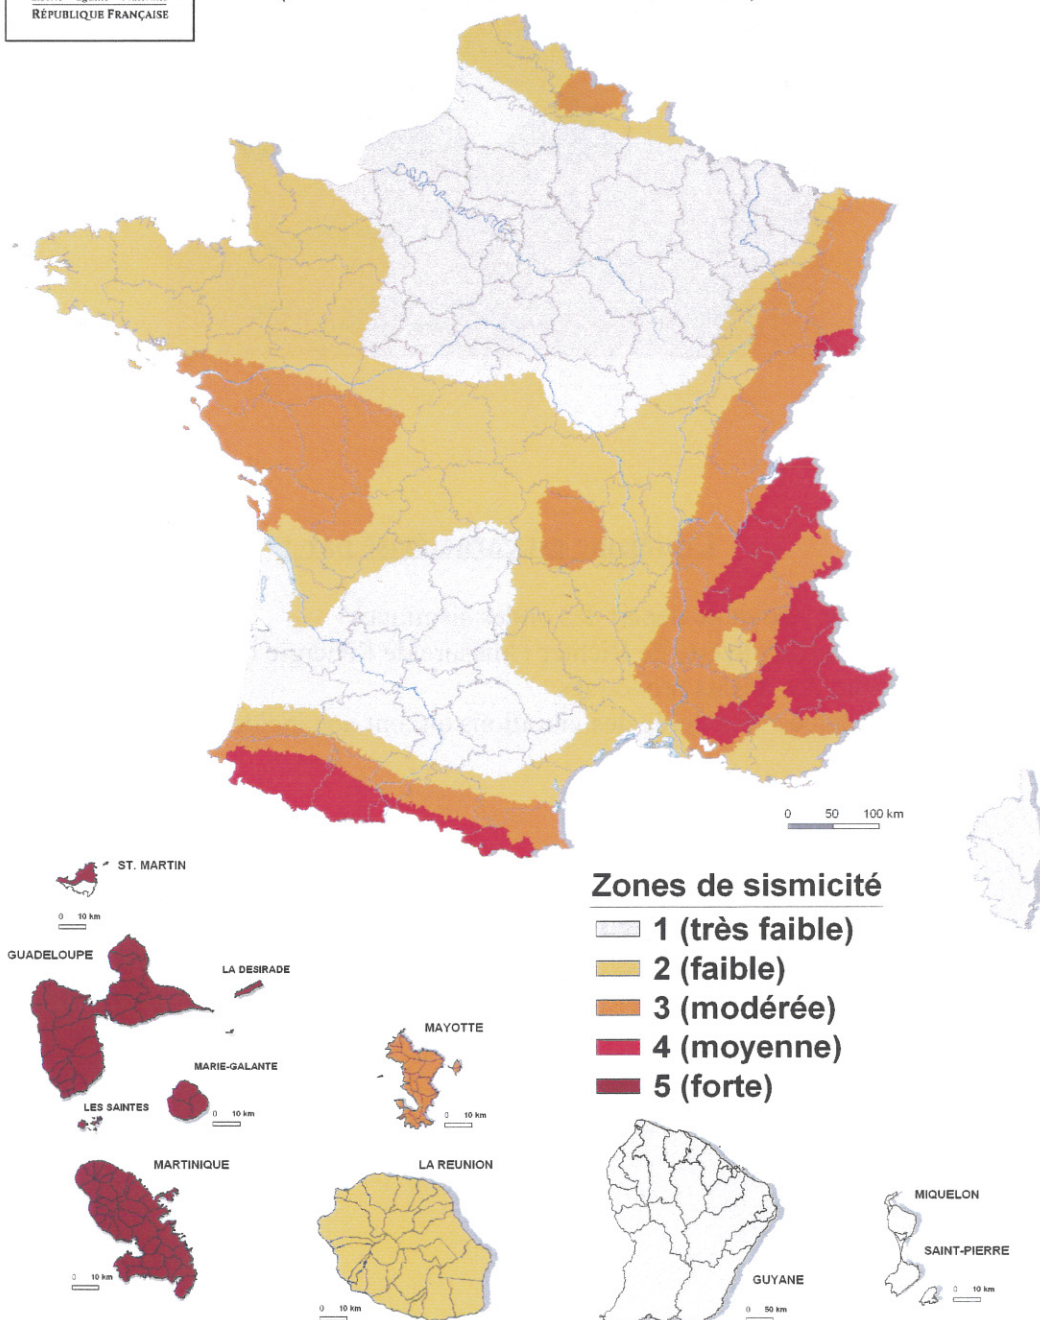 RÉPUBLIQUE FRANÇAISE
0 50 100 km
ST. MARTIN
0 10 km
GUADELOUPE
LA DESIRADE
MARIE-GALANTE
0 10 km
LES SAINTES
MAYOTTE
0 10 km
Zones de sismicité
1 (très faible)
2 (faible)
3 (modérée)
4 (moyenne)
5 (forte)
MARTINIQUE
0 10 km
LA REUNION
0 10 km
GUYANE
0 50 km
MIQUELON
SAINT-PIERRE
0 10 km